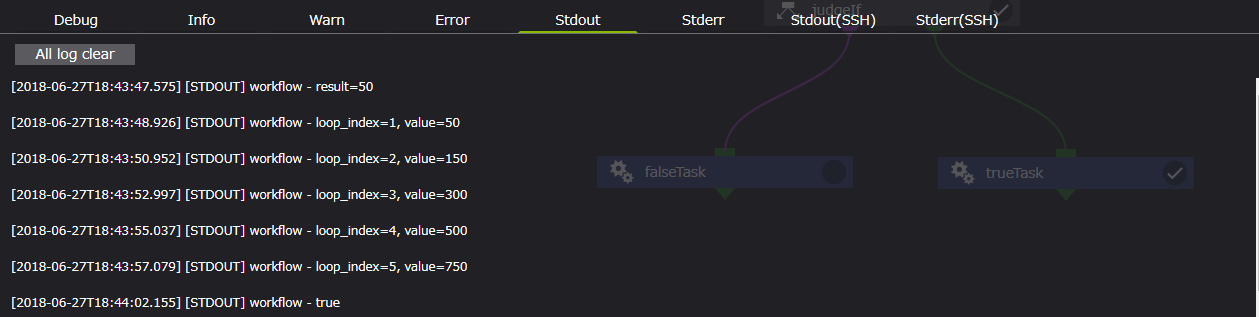 judgeIf
Debug Info Warn Error Stdout Stderr Stdout(SSH) Stderr(SSH)
All log clear
[2018-06-27T18:43:47.575] [STDOUT] workflow - result=50
[2018-06-27T18:43:48.926] [STDOUT] workflow - loop_index=1, value=50
[2018-06-27T18:43:50.952] [STDOUT] workflow - loop_index=2, value=150
falseTask
trueTask
[2018-06-27T18:43:52.997] [STDOUT] workflow - loop_index=3, value=300
[2018-06-27T18:43:55.037] [STDOUT] workflow - loop_index=4, value=500
[2018-06-27T18:43:57.079] [STDOUT] workflow - loop_index=5, value=750
[2018-06-27T18:44:02.155] [STDOUT] workflow - true